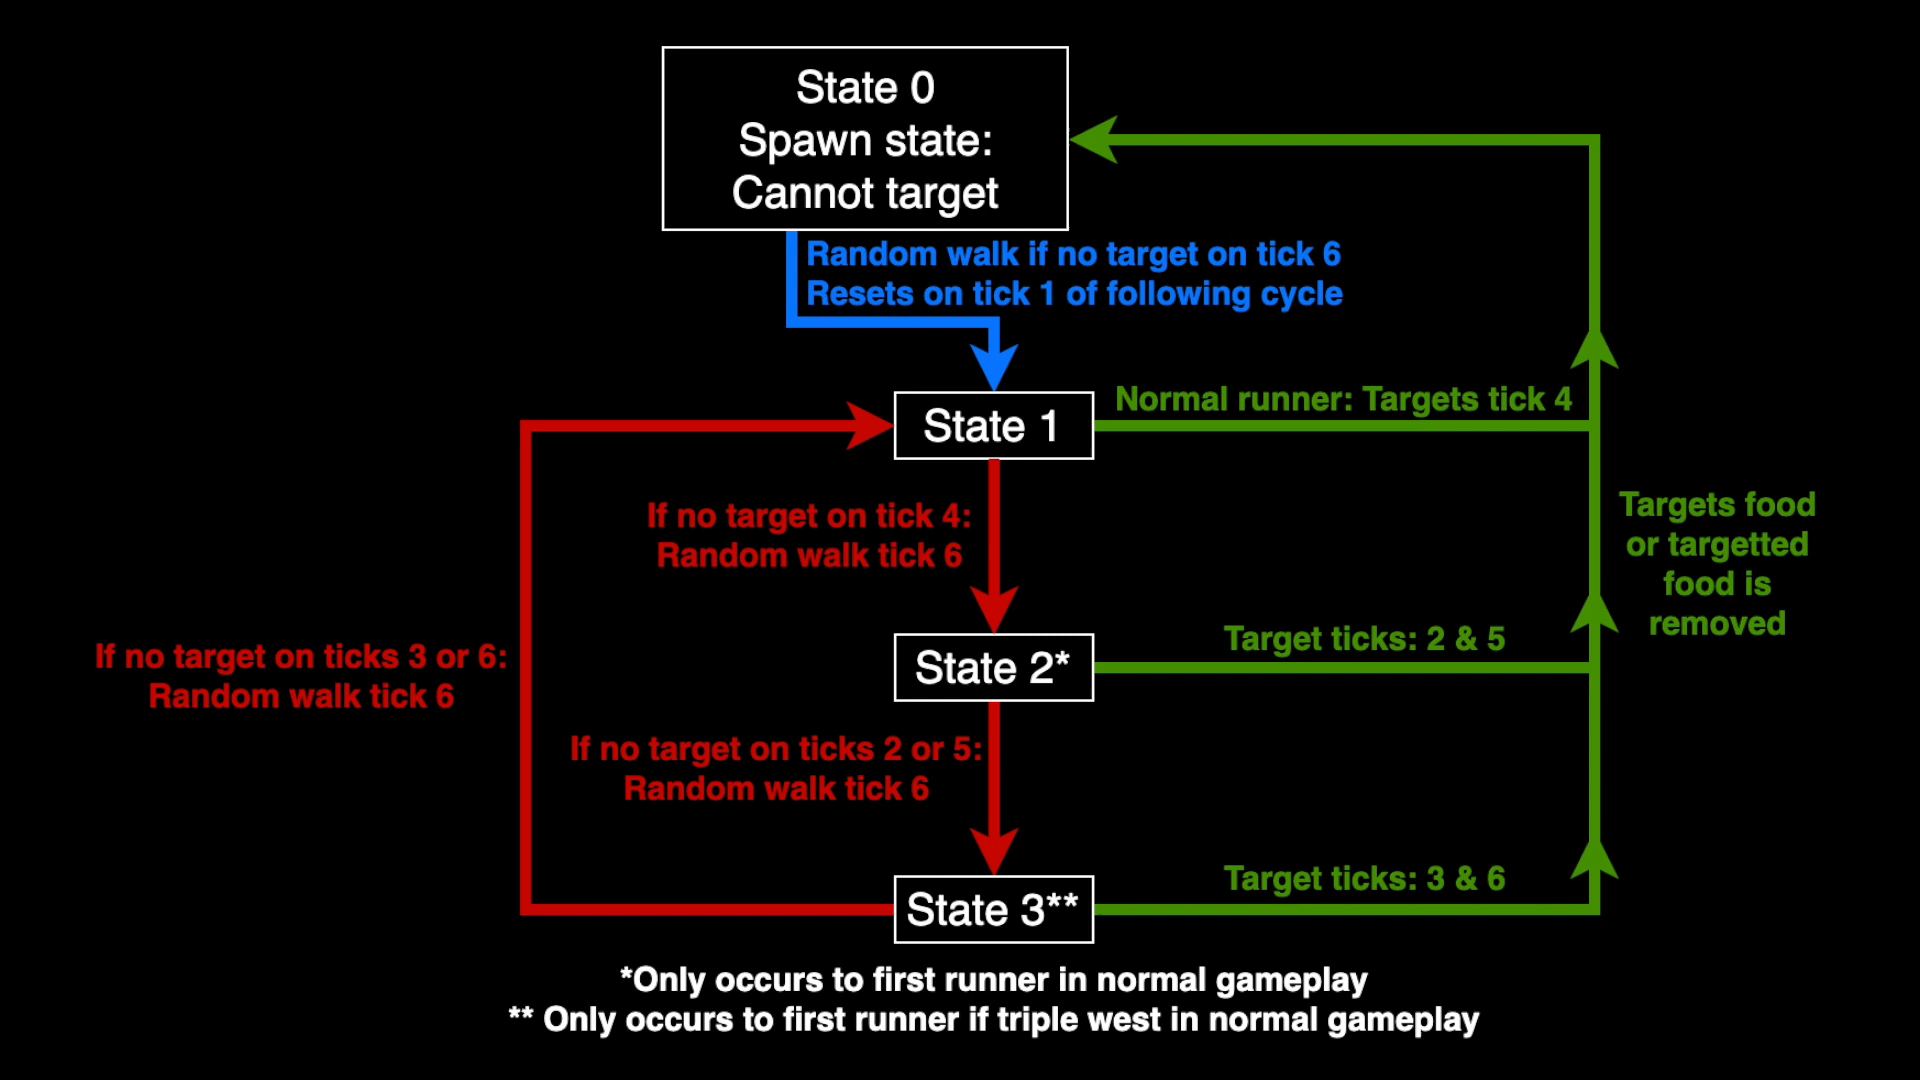 State 0
Spawn state:
Cannot target
Random walk if no target on tick 6
Resets on tick 1 of following cycle
State 1
Normal runner: Targets tick 4
If no target on tick 4:
Random walk tick 6
Targets food
or targetted
food is
removed
State 2*
Target ticks: 2 & 5
If no target on ticks 3 or 6:
Random walk tick 6
If no target on ticks 2 or 5:
Random walk tick 6
State 3**
Target ticks: 3 & 6
*Only occurs to first runner in normal gameplay
** Only occurs to first runner if triple west in normal gameplay